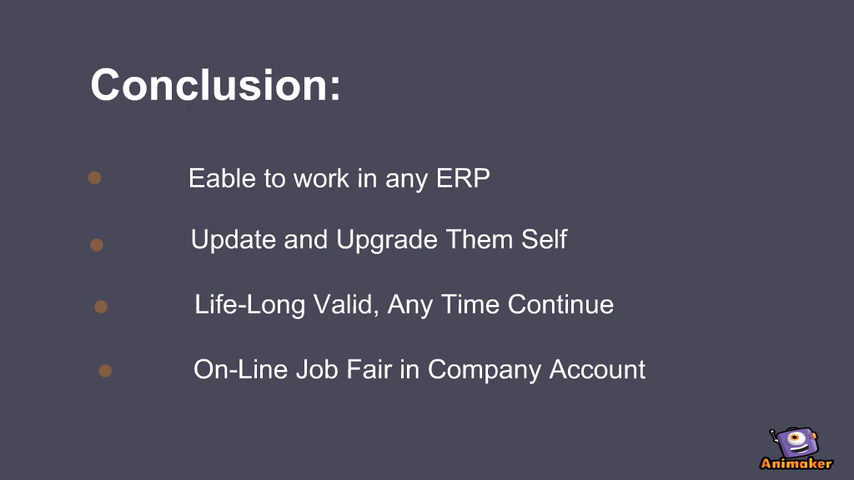 Conclusion:
Eable to work in any ERP
Update and Upgrade Them Self
Life-Long Valid, Any Time Continue
On-Line Job Fair in Company Account
Animaker